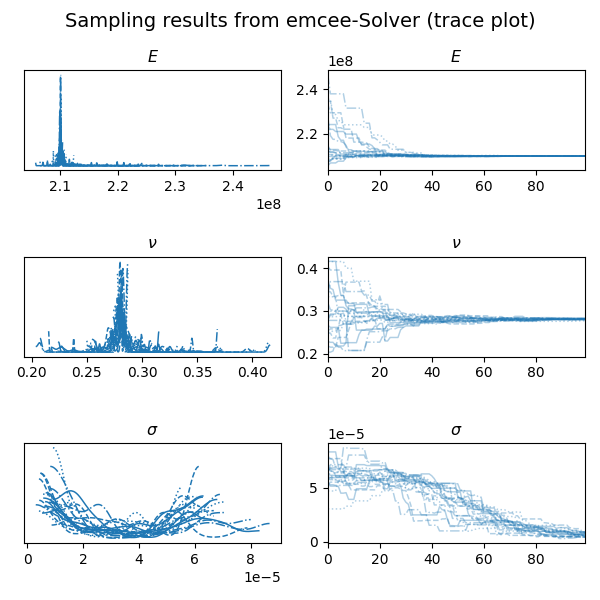 Sampling results from emcee-Solver (trace plot)
E
E
1e8
2.4
2.2
2.1 2.2 2.3 2.4
1e8
0 20 40 60 80
ν
ν
0.4
0.3
0.2
0.20 0.25 0.30 0.35 0.40
0 20 40 60 80
σ
σ
1e−5
5
0
0 2 4 6 8
1e−5
0 20 40 60 80